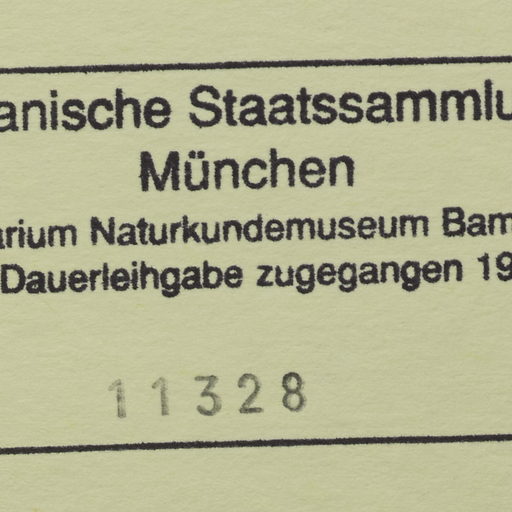 anische Staatssammlu
München
arium Naturkundemuseum Bam
Dauerleihgabe zugegangen 19
11328